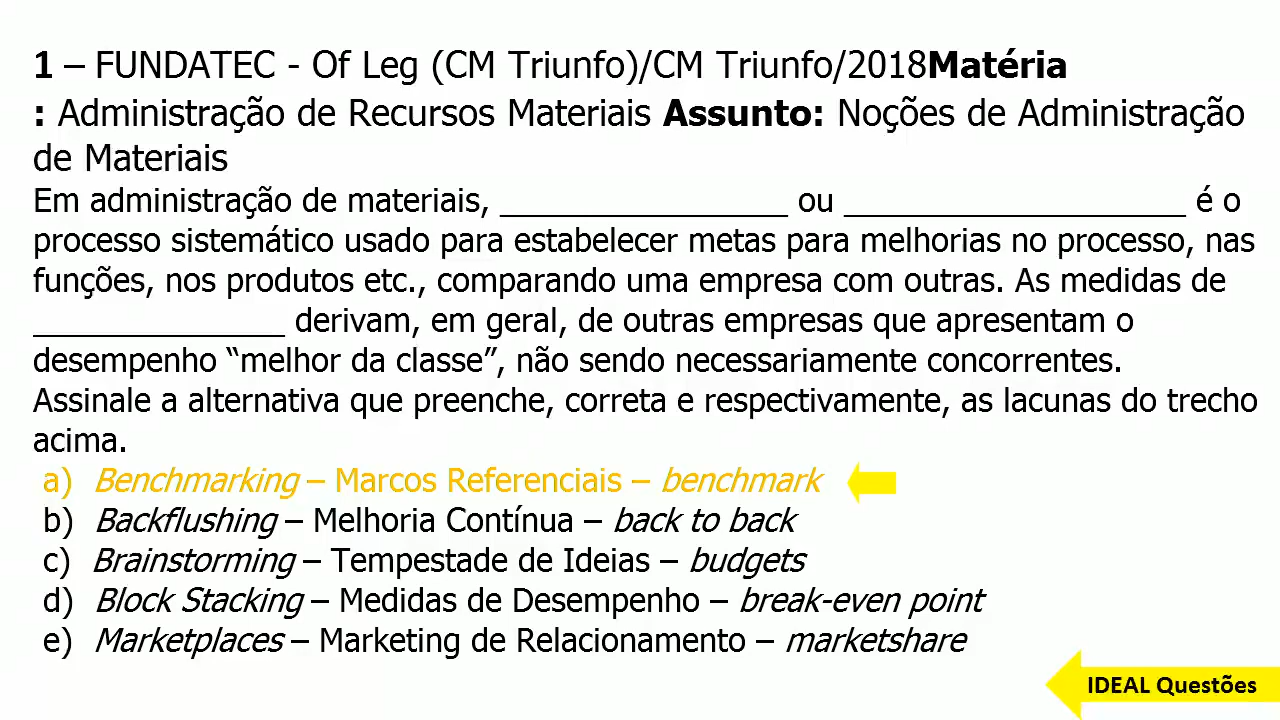 1 – FUNDATEC - Of Leg (CM Triunfo)/CM Triunfo/2018Matéria
: Administração de Recursos Materiais Assunto: Noções de Administração
de Materiais
Em administração de materiais, _________________ ou ____________________ é o
processo sistemático usado para estabelecer metas para melhorias no processo, nas
funções, nos produtos etc., comparando uma empresa com outras. As medidas de
_______________ derivam, em geral, de outras empresas que apresentam o
desempenho “melhor da classe”, não sendo necessariamente concorrentes.
Assinale a alternativa que preenche, correta e respectivamente, as lacunas do trecho
acima.
a) Benchmarking – Marcos Referenciais – benchmark
b) Backflushing – Melhoria Contínua – back to back
c) Brainstorming – Tempestade de Ideias – budgets
d) Block Stacking – Medidas de Desempenho – break-even point
e) Marketplaces – Marketing de Relacionamento – marketshare
IDEAL Questões